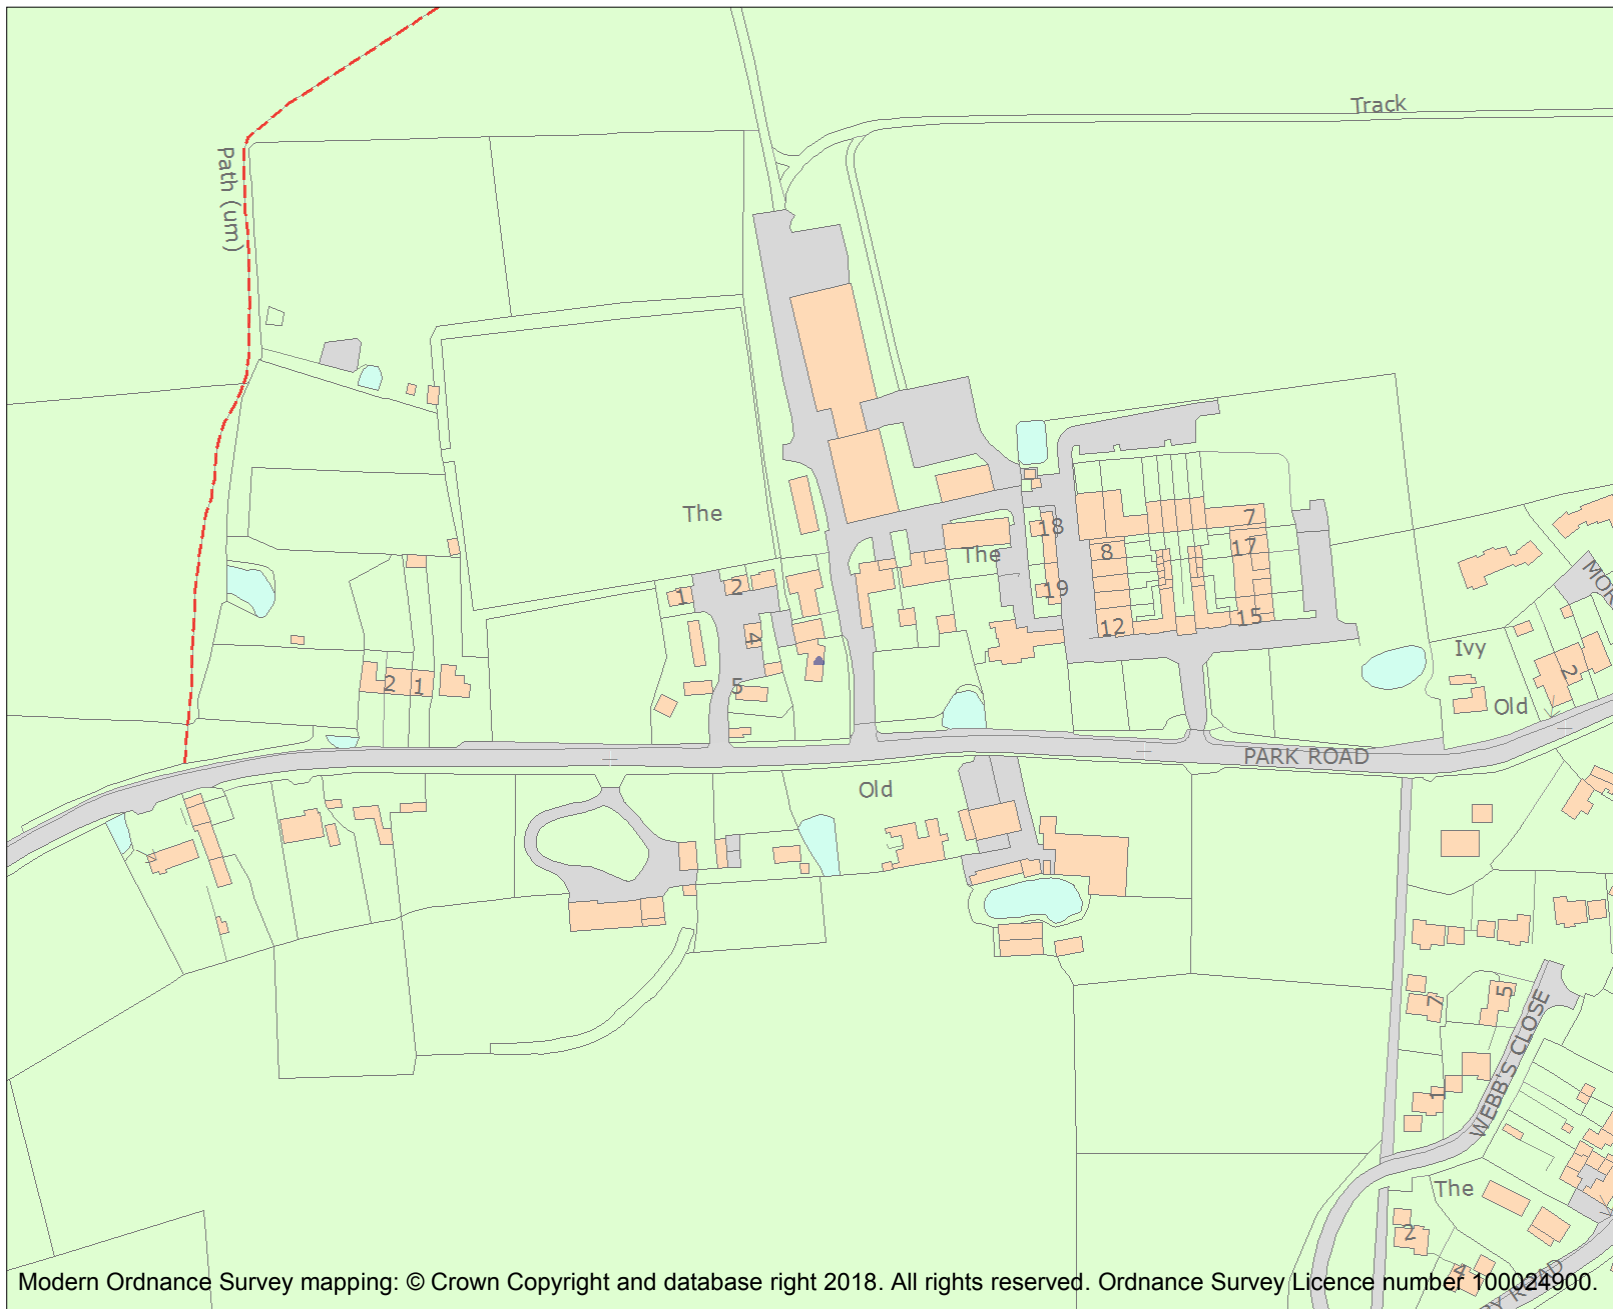 Track
Path (um)
The
18
7
The
8
17
2
1
19
15
12
4
Ivy
2
2
1
5
Old
PARK ROAD
Old
7
5
WEBB'S CLOSE
1
The
2
4
Modern Ordnance Survey mapping: © Crown Copyright and database right 2018. All rights reserved. Ordnance Survey Licence number 100024900.